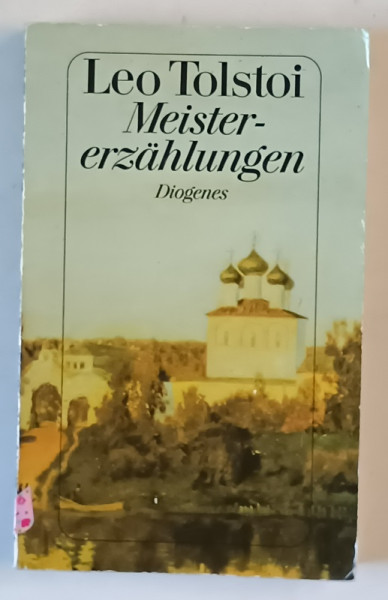 Leo Tolstoi
Meister-
erzählungen
Diogenes